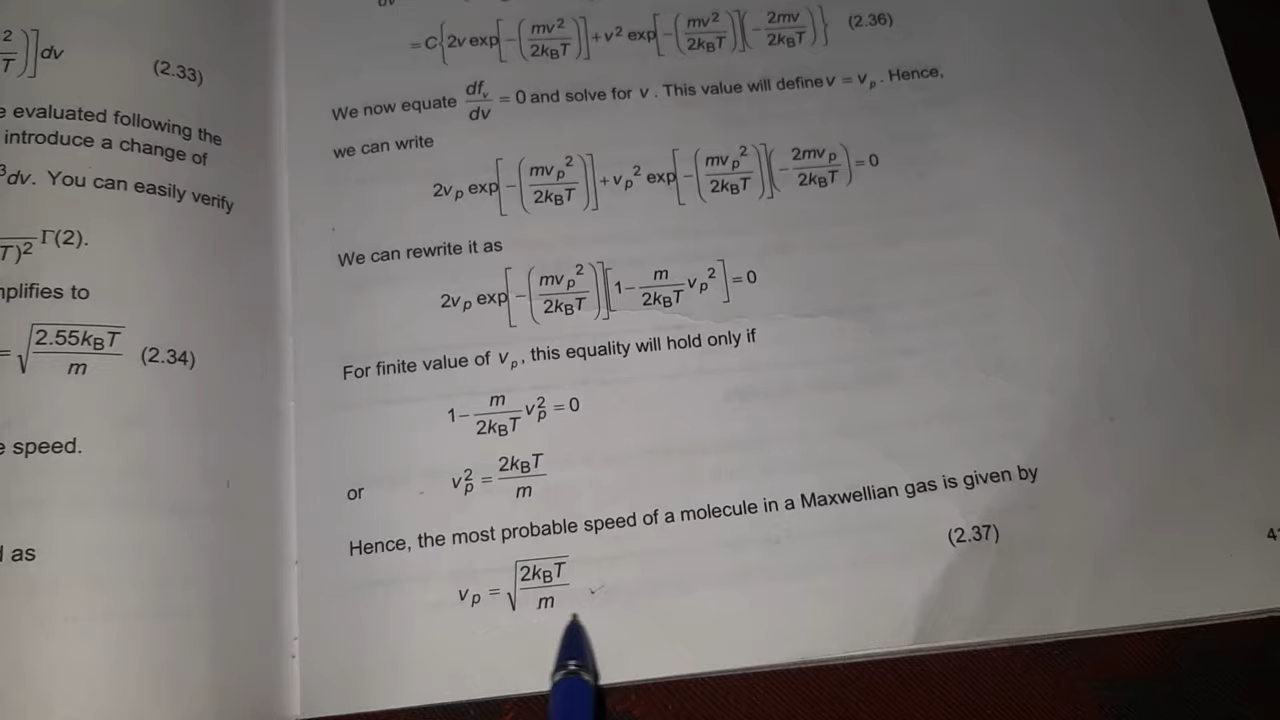 2
T)] dv (2.33)
evaluated following the
introduce a change of
³dv. You can easily verify
T)² Γ(2).
mplifies to
= √(2.55k_BT/m) (2.34)
speed.
as
= C{2v exp[−(mv²/2k_BT)] + v² exp[−(mv²/2k_BT)](−2mv/2k_BT)} (2.36)
We now equate df_v/dv = 0 and solve for v . This value will define v = v_p . Hence,
we can write
2v_p exp[−(mv_p²/2k_BT)] + v_p² exp[−(mv_p²/2k_BT)](−2mv_p/2k_BT) = 0
We can rewrite it as
2v_p exp[−(mv_p²/2k_BT)][1 − m/2k_BT v_p²] = 0
For finite value of v_p, this equality will hold only if
1 − m/2k_BT v_p² = 0
or v_p² = 2k_BT/m
Hence, the most probable speed of a molecule in a Maxwellian gas is given by
v_p = √(2k_BT/m) (2.37)